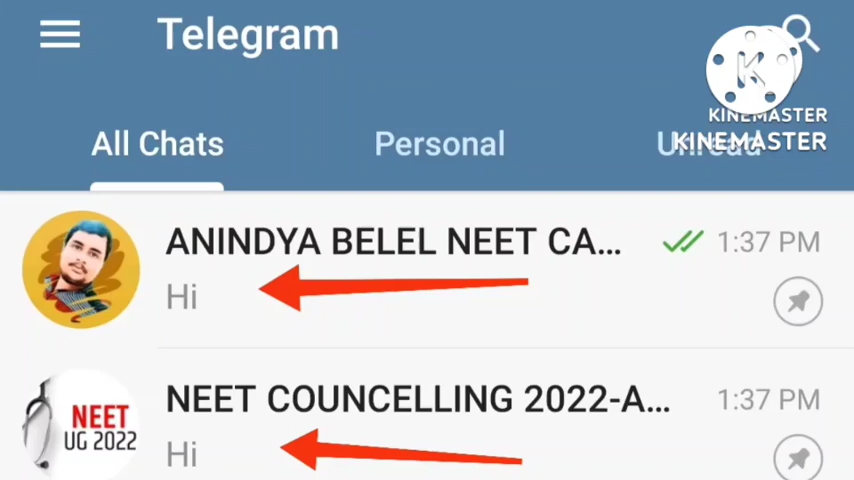 Telegram
KINEMASTER
KINEMASTER
All Chats
Personal
Unread
ANINDYA BELEL NEET CA...
1:37 PM
Hi
NEET COUNCELLING 2022-A...
1:37 PM
NEET
UG 2022
Hi